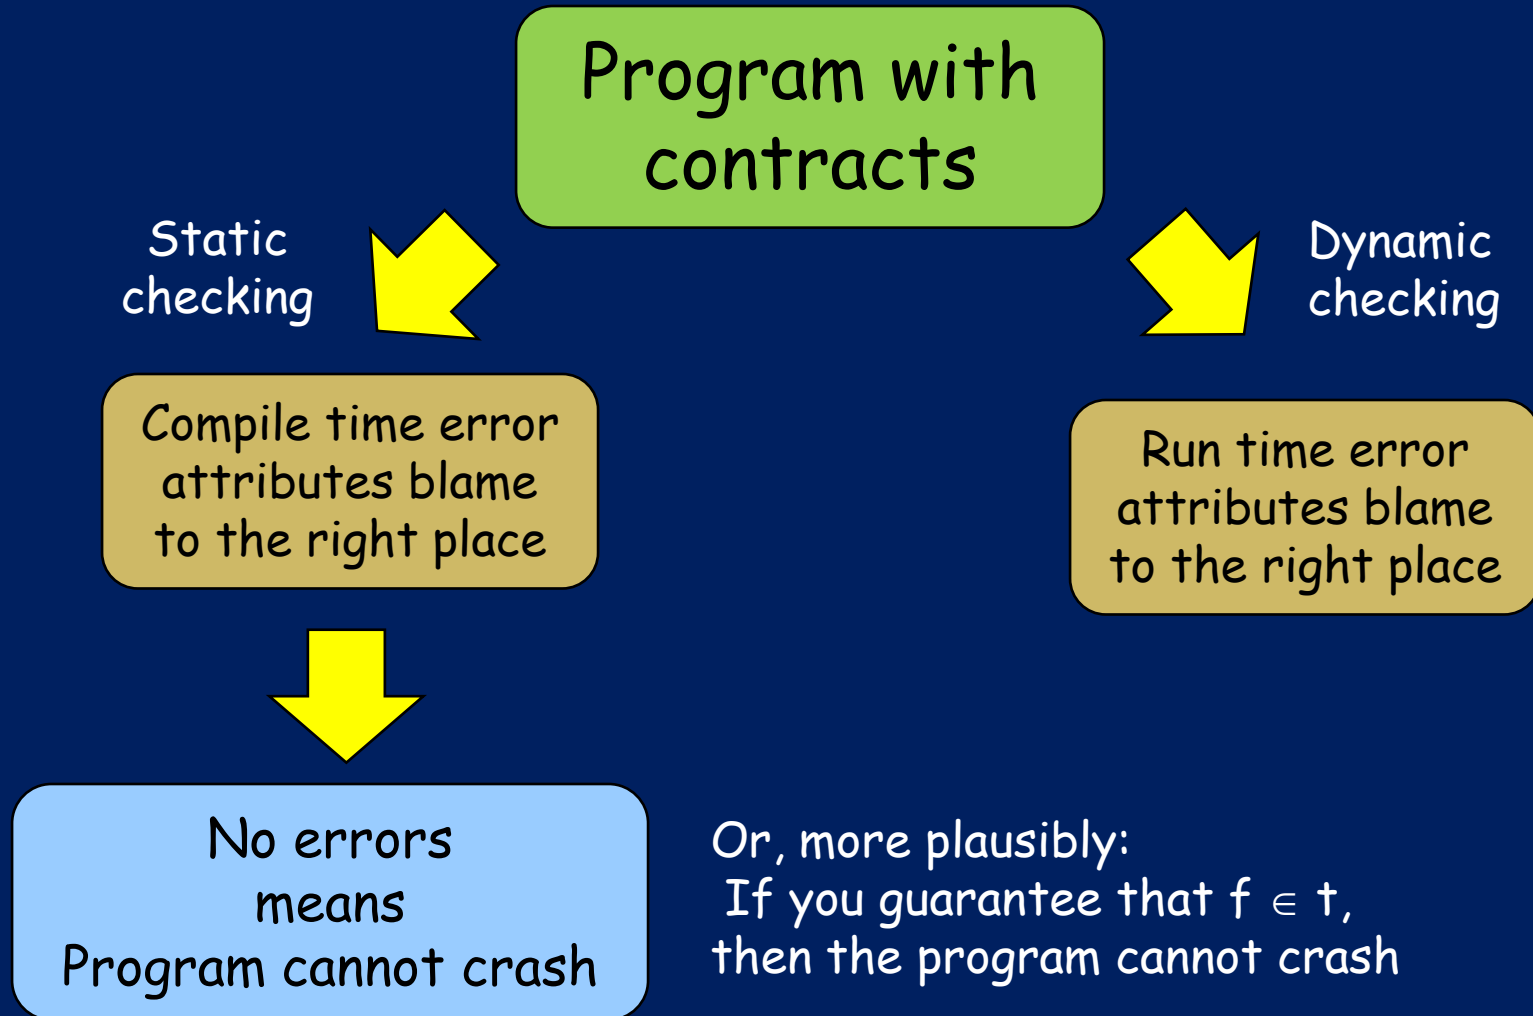 Program with
contracts
Static
checking
Dynamic
checking
Compile time error
attributes blame
to the right place
Run time error
attributes blame
to the right place
No errors
means
Program cannot crash
Or, more plausibly:
If you guarantee that f ∈ t,
then the program cannot crash